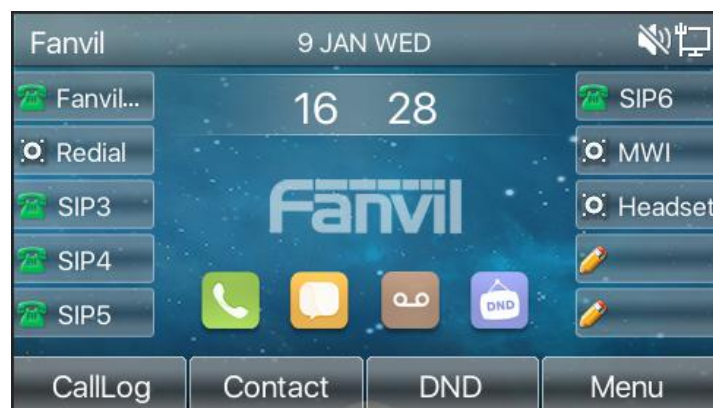 Fanvil 9 JAN WED
Fanvil... 16 28 SIP6
Redial MWI
SIP3 Fanvil Headset
SIP4
SIP5 DND
CallLog Contact DND Menu